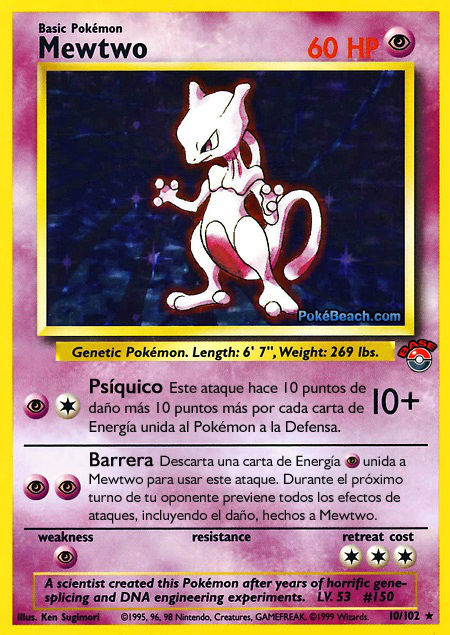 Basic Pokémon
Mewtwo 60 HP
PokéBeach.com
Genetic Pokémon. Length: 6' 7", Weight: 269 lbs.
BASE
Psíquico Este ataque hace 10 puntos de
daño más 10 puntos más por cada carta de
Energía unida al Pokémon a la Defensa.
10+
Barrera Descarta una carta de Energía unida a
Mewtwo para usar este ataque. Durante el próximo
turno de tu oponente previene todos los efectos de
ataques, incluyendo el daño, hechos a Mewtwo.
weakness resistance retreat cost
A scientist created this Pokémon after years of horrific gene-
splicing and DNA engineering experiments. LV. 53 #150
Illus. Ken Sugimori ©1995, 96, 98 Nintendo, Creatures, GAMEFREAK. ©1999 Wizards. 10/102 ★